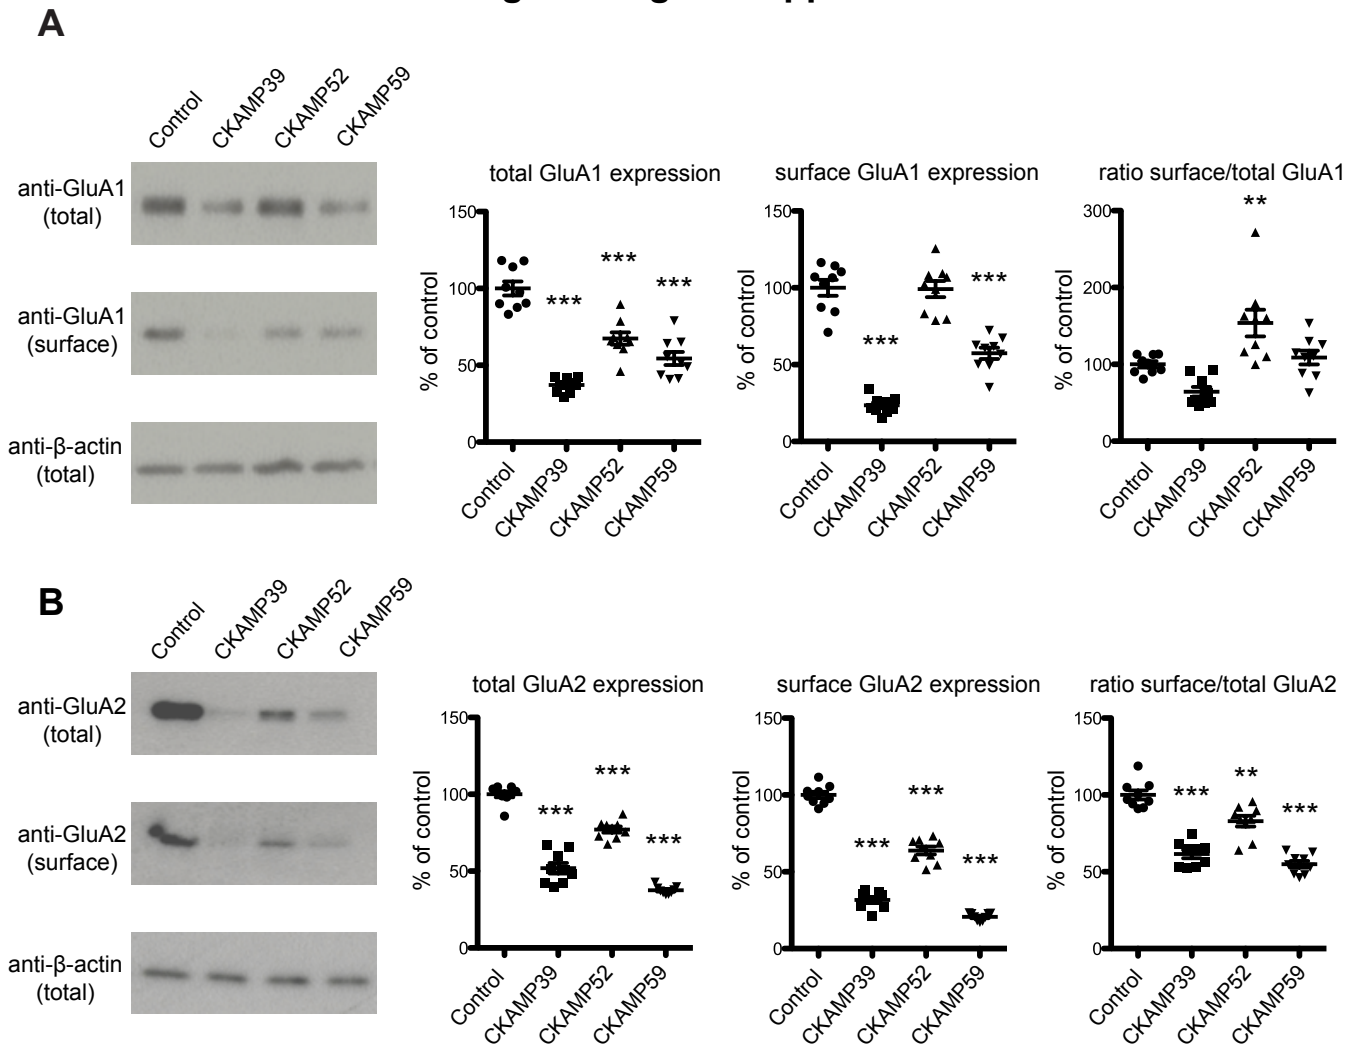 A
Control
CKAMP39
CKAMP52
CKAMP59
anti-GluA1
(total)
anti-GluA1
(surface)
anti-β-actin
(total)
total GluA1 expression
% of control
150
100
50
0
***
***
***
Control
CKAMP39
CKAMP52
CKAMP59
surface GluA1 expression
% of control
150
100
50
0
***
***
Control
CKAMP39
CKAMP52
CKAMP59
ratio surface/total GluA1
% of control
300
200
100
0
**
Control
CKAMP39
CKAMP52
CKAMP59
B
Control
CKAMP39
CKAMP52
CKAMP59
anti-GluA2
(total)
anti-GluA2
(surface)
anti-β-actin
(total)
total GluA2 expression
% of control
150
100
50
0
***
***
***
Control
CKAMP39
CKAMP52
CKAMP59
surface GluA2 expression
% of control
150
100
50
0
***
***
***
Control
CKAMP39
CKAMP52
CKAMP59
ratio surface/total GluA2
% of control
150
100
50
0
***
**
***
Control
CKAMP39
CKAMP52
CKAMP59